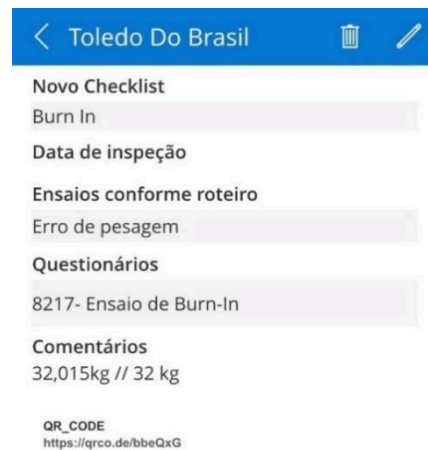 Toledo Do Brasil
Novo Checklist
Burn In
Data de inspeção
Ensaios conforme roteiro
Erro de pesagem
Questionários
8217- Ensaio de Burn-In
Comentários
32,015kg // 32 kg
QR_CODE
https://qrco.de/bbeQxG